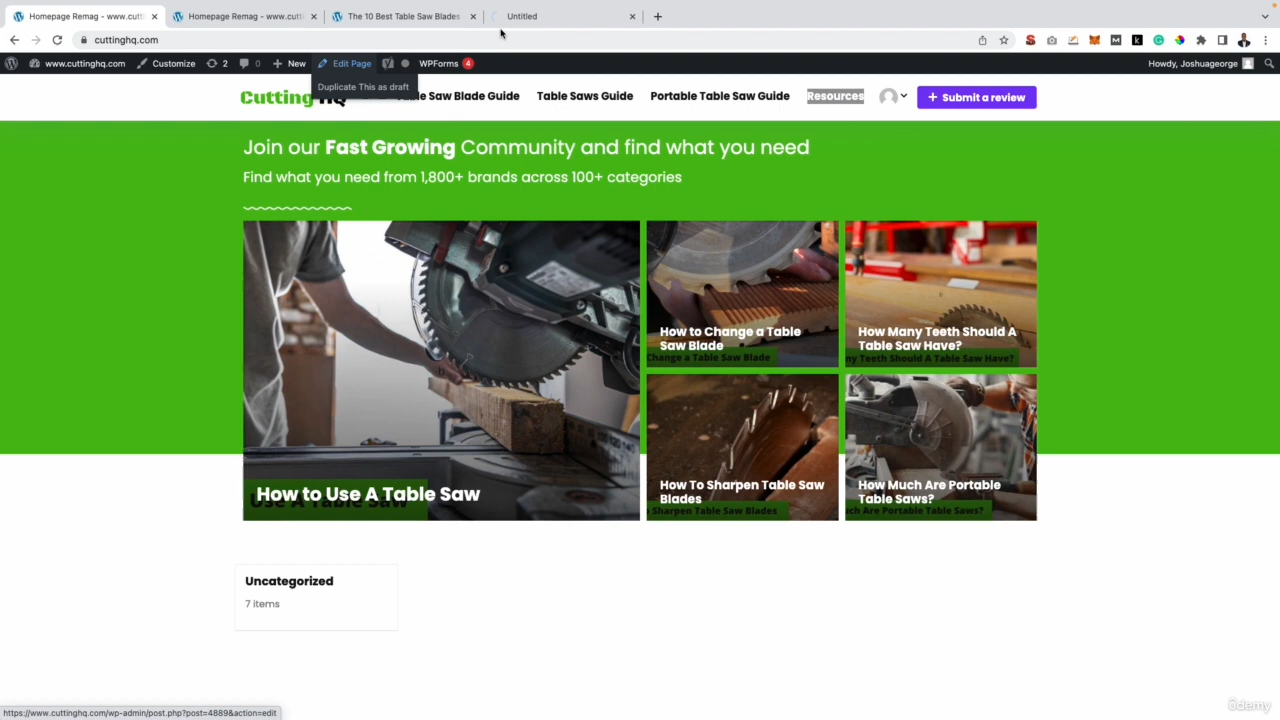 Homepage Remag - www.cutti
Homepage Remag - www.cutti
The 10 Best Table Saw Blades
Untitled
cuttinghq.com
www.cuttinghq.com
Customize
2
0
New
Edit Page
WPForms 4
Howdy, Joshuageorge
Duplicate This as draft
Cutting HQ
le Saw Blade Guide
Table Saws Guide
Portable Table Saw Guide
Resources
+ Submit a review
Join our Fast Growing Community and find what you need
Find what you need from 1,800+ brands across 100+ categories
How to Use A Table Saw
Use A Table Saw
How to Change a Table
Saw Blade
Change a Table Saw Blade
How Many Teeth Should A
Table Saw Have?
ny Teeth Should A Table Saw Have?
How To Sharpen Table Saw
Blades
o Sharpen Table Saw Blades
How Much Are Portable
Table Saws?
ch Are Portable Table Saws?
Uncategorized
7 items
https://www.cuttinghq.com/wp-admin/post.php?post=4889&action=edit
ûdemy